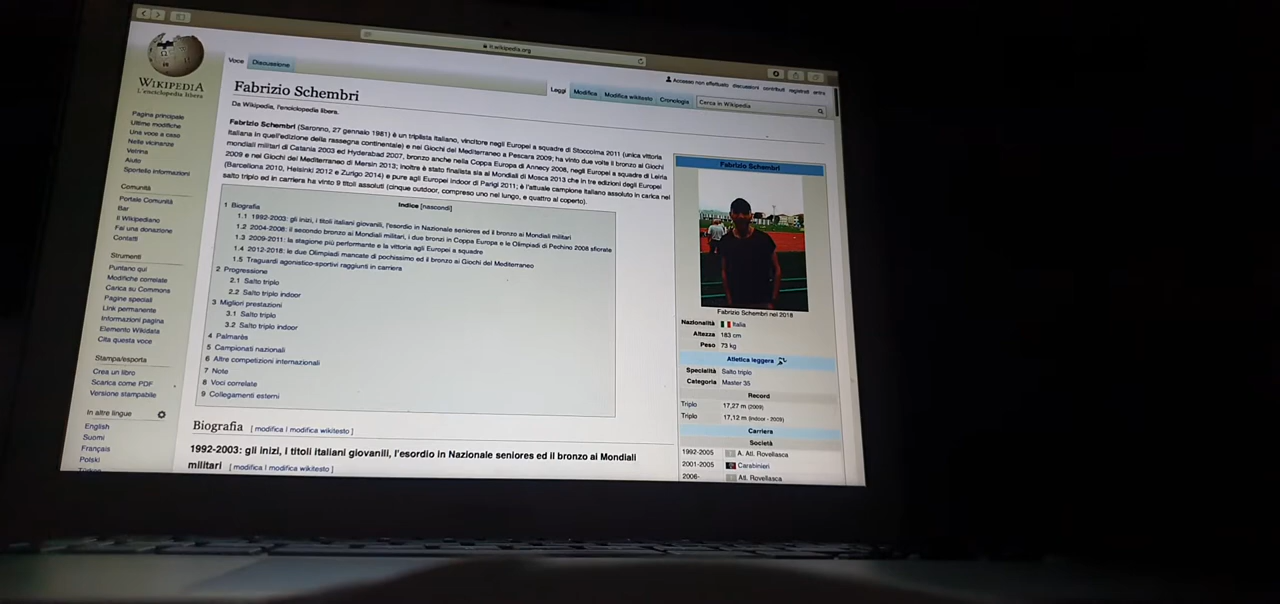 it.wikipedia.org
WIKIPEDIA
L'enciclopedia libera
Voce Discussione
Accesso non effettuato discussioni contributi registrati entra
Leggi Modifica Modifica wikitesto Cronologia Cerca in Wikipedia
Fabrizio Schembri
Da Wikipedia, l'enciclopedia libera.
Fabrizio Schembri (Saronno, 27 gennaio 1981) è un triplista italiano, vincitore negli Europei a squadre di Stoccolma 2011 (unica vittoria
italiana in quell'edizione della rassegna continentale) e nei Giochi del Mediterraneo a Pescara 2009; ha vinto due volte il bronzo ai Giochi
mondiali militari di Catania 2003 ed Hyderabad 2007, bronzo anche nella Coppa Europa di Annecy 2008, negli Europei a squadre di Leiria
2009 e nei Giochi del Mediterraneo di Mersin 2013; inoltre è stato finalista sia ai Mondiali di Mosca 2013 che in tre edizioni degli Europei
(Barcellona 2010, Helsinki 2012 e Zurigo 2014) e pure agli Europei indoor di Parigi 2011; è l'attuale campione italiano assoluto in carica nel
salto triplo ed in carriera ha vinto 9 titoli assoluti (cinque outdoor, compreso uno nel lungo, e quattro al coperto).
Indice [nascondi]
1 Biografia
1.1 1992-2003: gli inizi, i titoli italiani giovanili, l'esordio in Nazionale seniores ed il bronzo ai Mondiali militari
1.2 2004-2008: il secondo bronzo ai Mondiali militari, i due bronzi in Coppa Europa e le Olimpiadi di Pechino 2008 sfiorate
1.3 2009-2011: la stagione più performante e la vittoria agli Europei a squadre
1.4 2012-2018: le due Olimpiadi mancate di pochissimo ed il bronzo ai Giochi del Mediterraneo
1.5 Traguardi agonistico-sportivi raggiunti in carriera
2 Progressione
2.1 Salto triplo
2.2 Salto triplo indoor
3 Migliori prestazioni
3.1 Salto triplo
3.2 Salto triplo indoor
4 Palmarès
5 Campionati nazionali
6 Altre competizioni internazionali
7 Note
8 Voci correlate
9 Collegamenti esterni
Biografia [ modifica | modifica wikitesto ]
1992-2003: gli inizi, i titoli italiani giovanili, l'esordio in Nazionale seniores ed il bronzo ai Mondiali
militari [ modifica | modifica wikitesto ]
Pagina principale
Ultime modifiche
Una voce a caso
Nelle vicinanze
Vetrina
Aiuto
Sportello informazioni
Comunità
Portale Comunità
Bar
Il Wikipediano
Fai una donazione
Contatti
Strumenti
Puntano qui
Modifiche correlate
Carica su Commons
Pagine speciali
Link permanente
Informazioni pagina
Elemento Wikidata
Cita questa voce
Stampa/esporta
Crea un libro
Scarica come PDF
Versione stampabile
In altre lingue
English
Suomi
Français
Polski
Türkçe
Fabrizio Schembri
Fabrizio Schembri nel 2018
Nazionalità Italia
Altezza 183 cm
Peso 73 kg
Atletica leggera
Specialità Salto triplo
Categoria Master 35
Record
Triplo 17,27 m (2009)
Triplo 17,12 m (indoor - 2009)
Carriera
Società
1992-2005 A. Atl. Rovellasca
2001-2005 Carabinieri
2006- Atl. Rovellasca